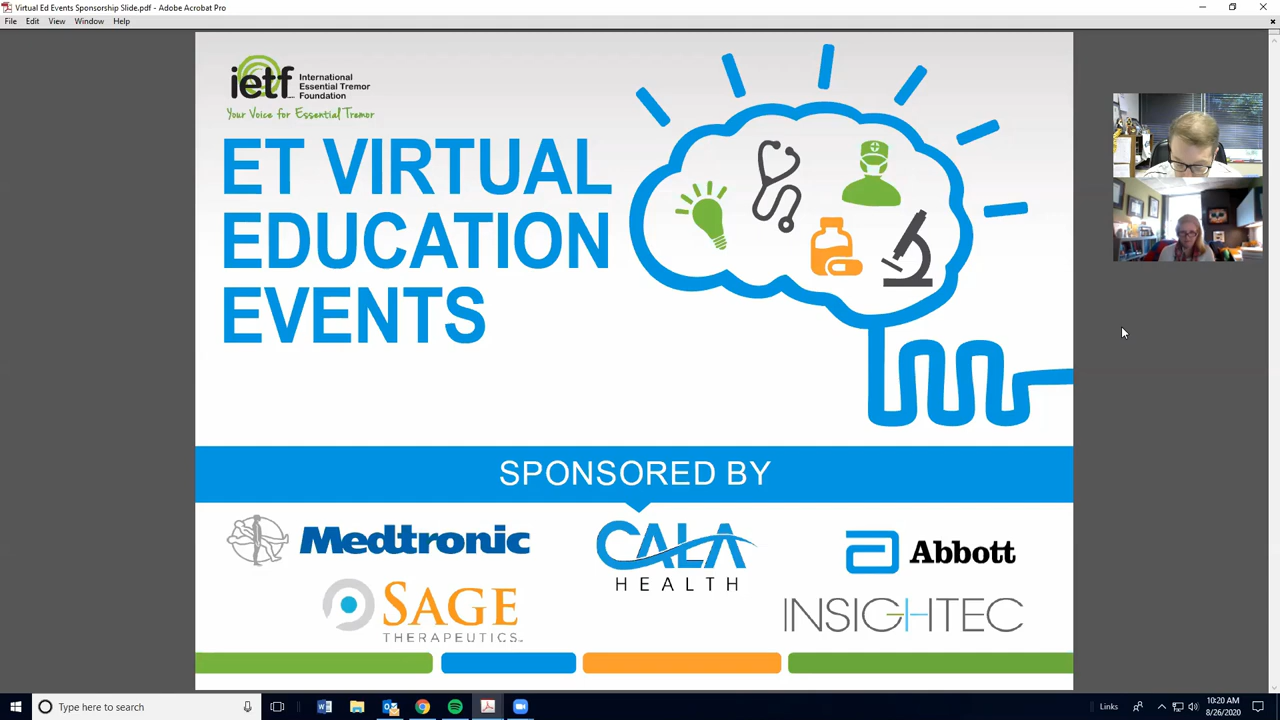 Virtual Ed Events Sponsorship Slide.pdf - Adobe Acrobat Pro
File Edit View Window Help
ietf International
Essential Tremor
Foundation
Your Voice for Essential Tremor
ET VIRTUAL
EDUCATION
EVENTS
SPONSORED BY
Medtronic
CALA
HEALTH
Abbott
SAGE
THERAPEUTICS
INSIGHTEC
Type here to search
Links
10:20 AM
8/26/2020